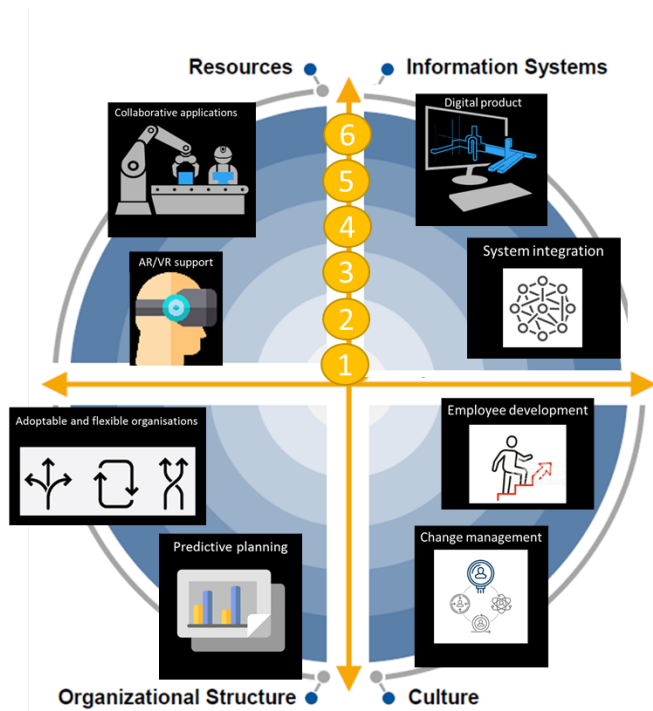 Resources
Information Systems
Collaborative applications
Digital product
6
5
4
3
2
1
AR/VR support
System integration
Adoptable and flexible organisations
Employee development
Predictive planning
Change management
Organizational Structure
Culture